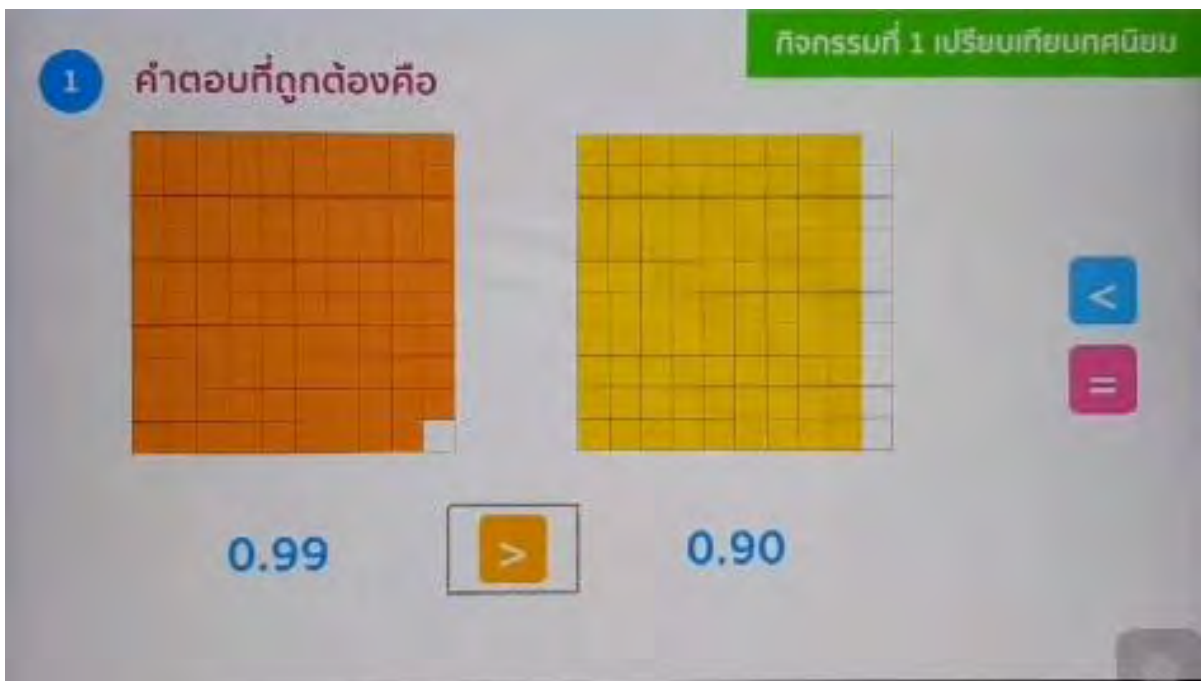 กิจกรรมที่ 1 เปรียบเทียบทศนิยม
1 คำตอบที่ถูกต้องคือ
<
=
0.99 > 0.90